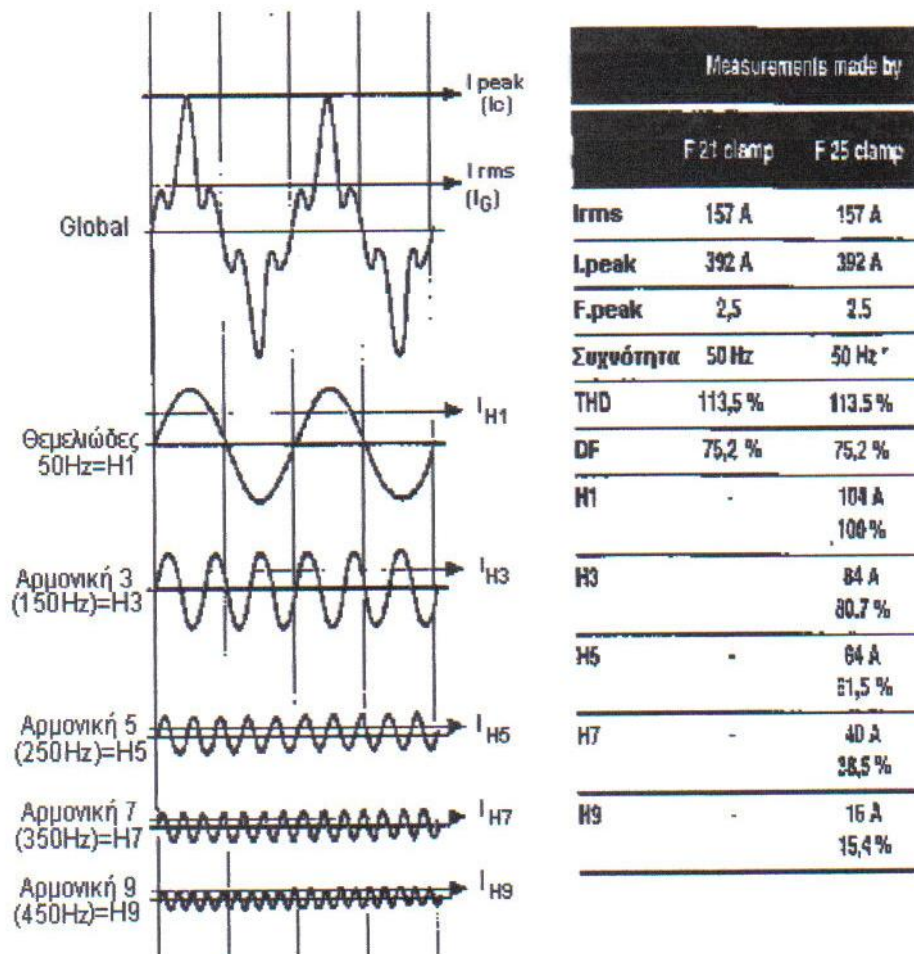 I peak
(Ic)
I rms
(IG)
Global
IH1
Θεμελιώδες
50Hz=H1
Αρμονική 3
(150Hz)=H3
IH3
Αρμονική 5
(250Hz)=H5
IH5
Αρμονική 7
(350Hz)=H7
IH7
Αρμονική 9
(450Hz)=H9
IH9
Measurements made by
F 21 clamp F 25 clamp
Irms 157 A 157 A
I.peak 392 A 392 A
F.peak 2,5 2.5
Συχνότητα 50 Hz 50 Hz
THD 113,5 % 113.5 %
DF 75,2 % 75,2 %
H1 - 104 A
100 %
H3 84 A
80.7 %
H5 - 64 A
61,5 %
H7 - 40 A
38,5 %
H9 - 16 A
15,4 %